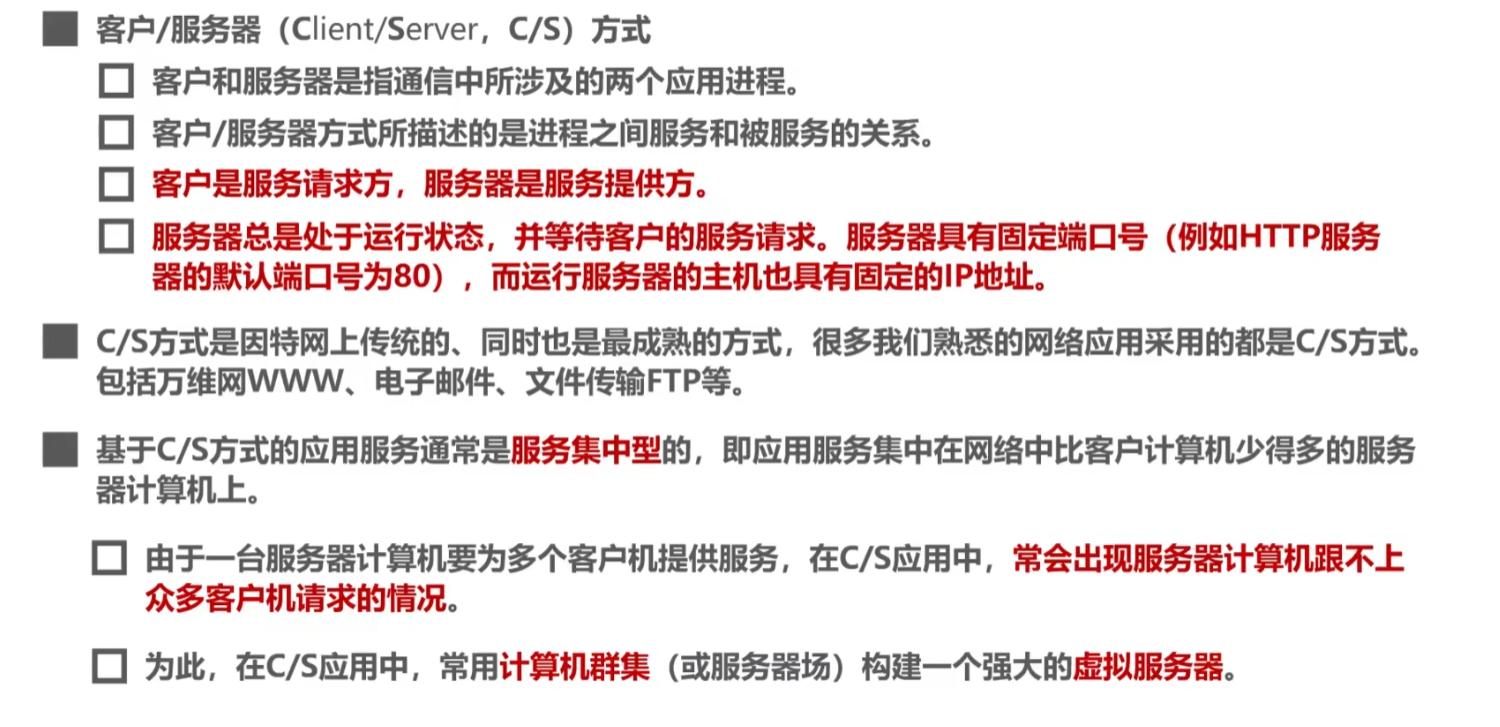 客户/服务器（Client/Server，C/S）方式
客户和服务器是指通信中所涉及的两个应用进程。
客户/服务器方式所描述的是进程之间服务和被服务的关系。
客户是服务请求方，服务器是服务提供方。
服务器总是处于运行状态，并等待客户的服务请求。服务器具有固定端口号（例如HTTP服务
器的默认端口号为80），而运行服务器的主机也具有固定的IP地址。
C/S方式是因特网上传统的、同时也是最成熟的方式，很多我们熟悉的网络应用采用的都是C/S方式。
包括万维网WWW、电子邮件、文件传输FTP等。
基于C/S方式的应用服务通常是服务集中型的，即应用服务集中在网络中比客户计算机少得多的服务
器计算机上。
由于一台服务器计算机要为多个客户机提供服务，在C/S应用中，常会出现服务器计算机跟不上
众多客户机请求的情况。
为此，在C/S应用中，常用计算机群集（或服务器场）构建一个强大的虚拟服务器。